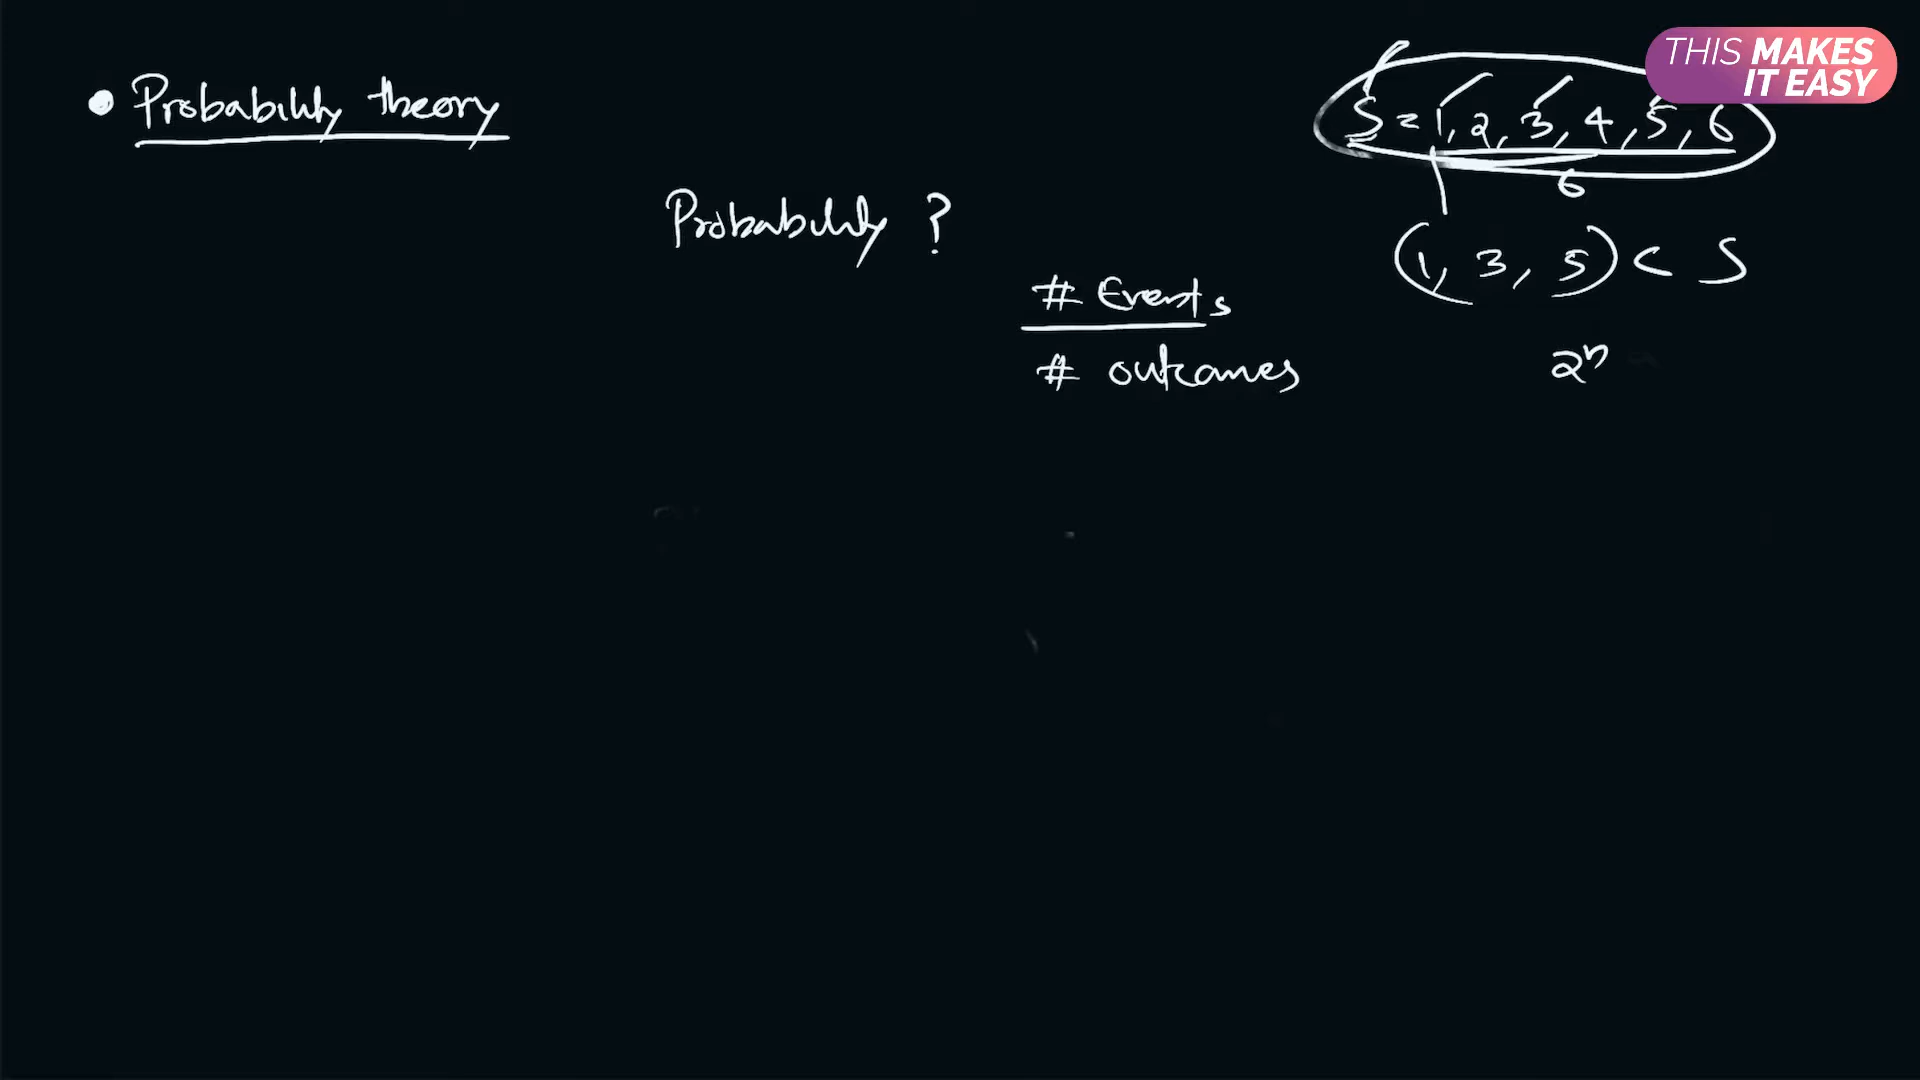 THIS MAKES
IT EASY
• Probability theory
S = 1, 2, 3, 4, 5, 6
6
Probability ?
(1, 3, 5) ⊂ S
# Events
# outcomes
2ⁿ